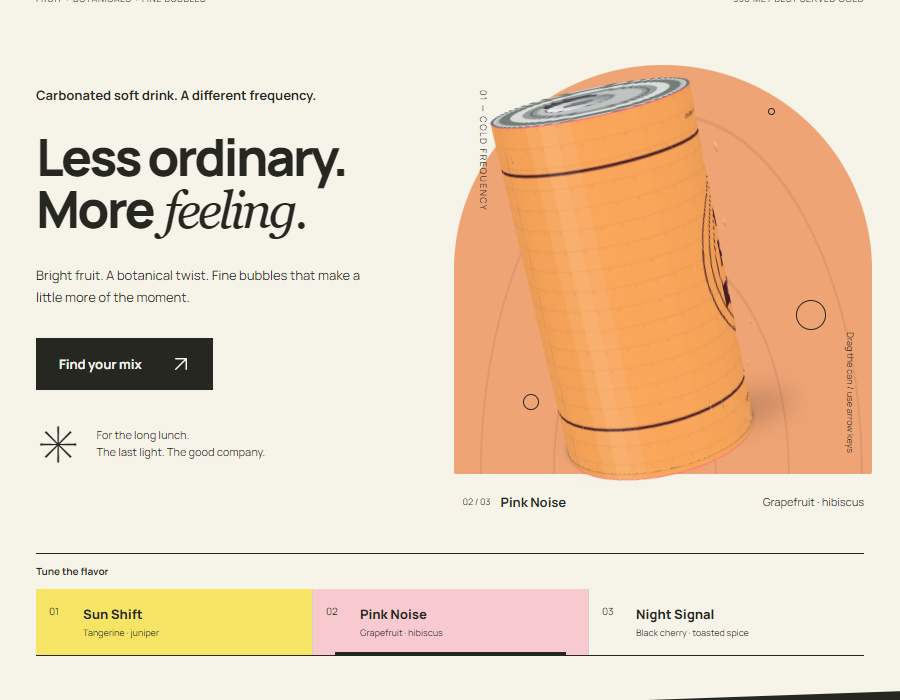 Carbonated soft drink. A different frequency.
Less ordinary.
More feeling.
Bright fruit. A botanical twist. Fine bubbles that make a
little more of the moment.
Find your mix
For the long lunch.
The last light. The good company.
01 — COLD FREQUENCY
Drag the can / use arrow keys
02 / 03 Pink Noise
Grapefruit · hibiscus
Tune the flavor
01
Sun Shift
Tangerine · juniper
02
Pink Noise
Grapefruit · hibiscus
03
Night Signal
Black cherry · toasted spice